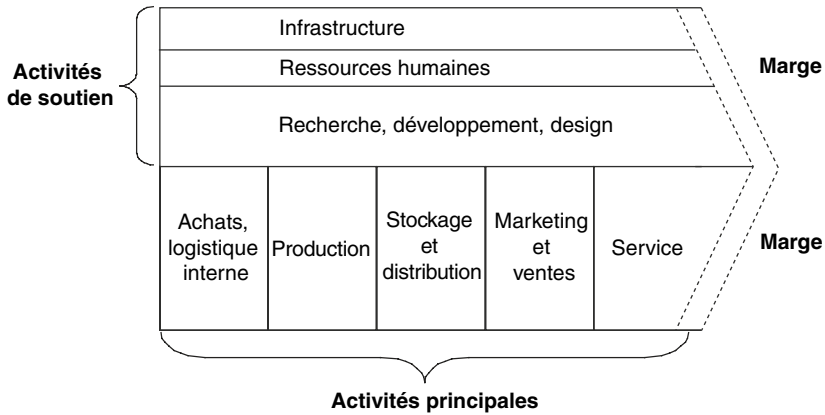 Infrastructure
Ressources humaines
Recherche, développement, design
Activités
de soutien
Marge
Achats,
logistique
interne
Production
Stockage
et
distribution
Marketing
et
ventes
Service
Marge
Activités principales